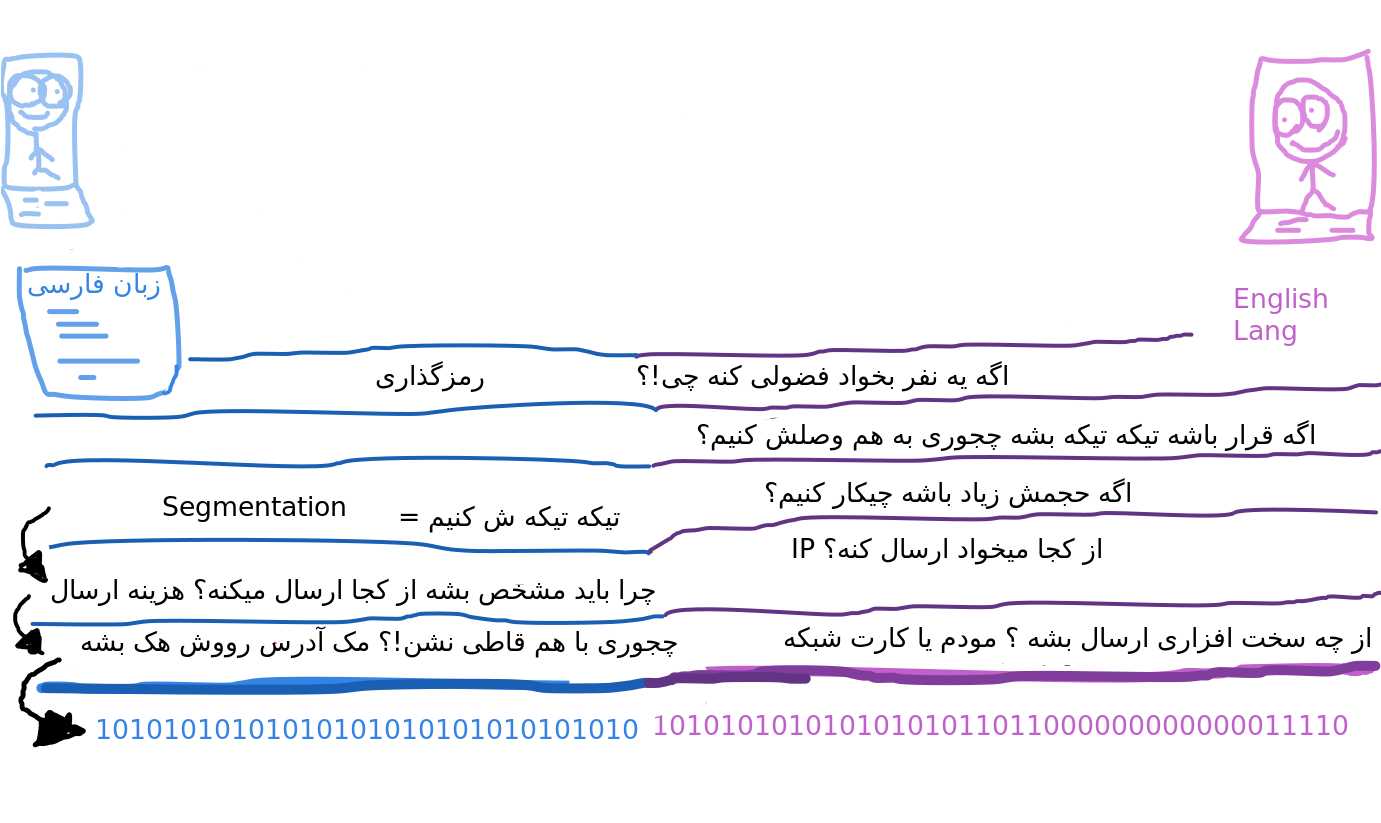 زبان فارسی
English
Lang
رمزگذاری
اگه یه نفر بخواد فضولی کنه چی!؟
اگه قرار باشه تیکه تیکه بشه چجوری به هم وصلش کنیم؟
اگه حجمش زیاد باشه چیکار کنیم؟
Segmentation
تیکه تیکه ش کنیم =
از کجا میخواد ارسال کنه؟ IP
چرا باید مشخص بشه از کجا ارسال میکنه؟ هزینه ارسال
چجوری با هم قاطی نشن!؟ مک آدرس رووش هک بشه
از چه سخت افزاری ارسال بشه ؟ مودم یا کارت شبکه
10101010101010101010101010101010
10101010101010101011011000000000000011110